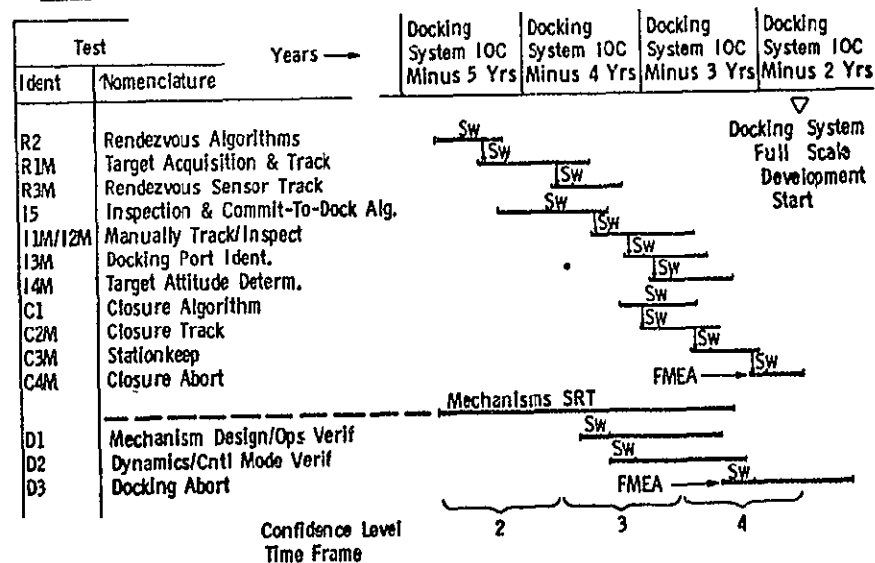 Test
Years
Docking System IOC Minus 5 Yrs
Docking System IOC Minus 4 Yrs
Docking System IOC Minus 3 Yrs
Docking System IOC Minus 2 Yrs
Ident Nomenclature
Docking System
Full Scale
Development
Start
R2 Rendezvous Algorithms Sw
R1M Target Acquisition & Track Sw
R3M Rendezvous Sensor Track Sw
I5 Inspection & Commit-To-Dock Alg. Sw
I1M/I2M Manually Track/Inspect Sw
I3M Docking Port Ident. Sw
I4M Target Attitude Determ. Sw
C1 Closure Algorithm Sw
C2M Closure Track Sw
C3M Stationkeep Sw
C4M Closure Abort FMEA Sw
Mechanisms SRT
D1 Mechanism Design/Ops Verif Sw
D2 Dynamics/Cntl Mode Verif Sw
D3 Docking Abort FMEA Sw
Confidence Level
Time Frame
2 3 4